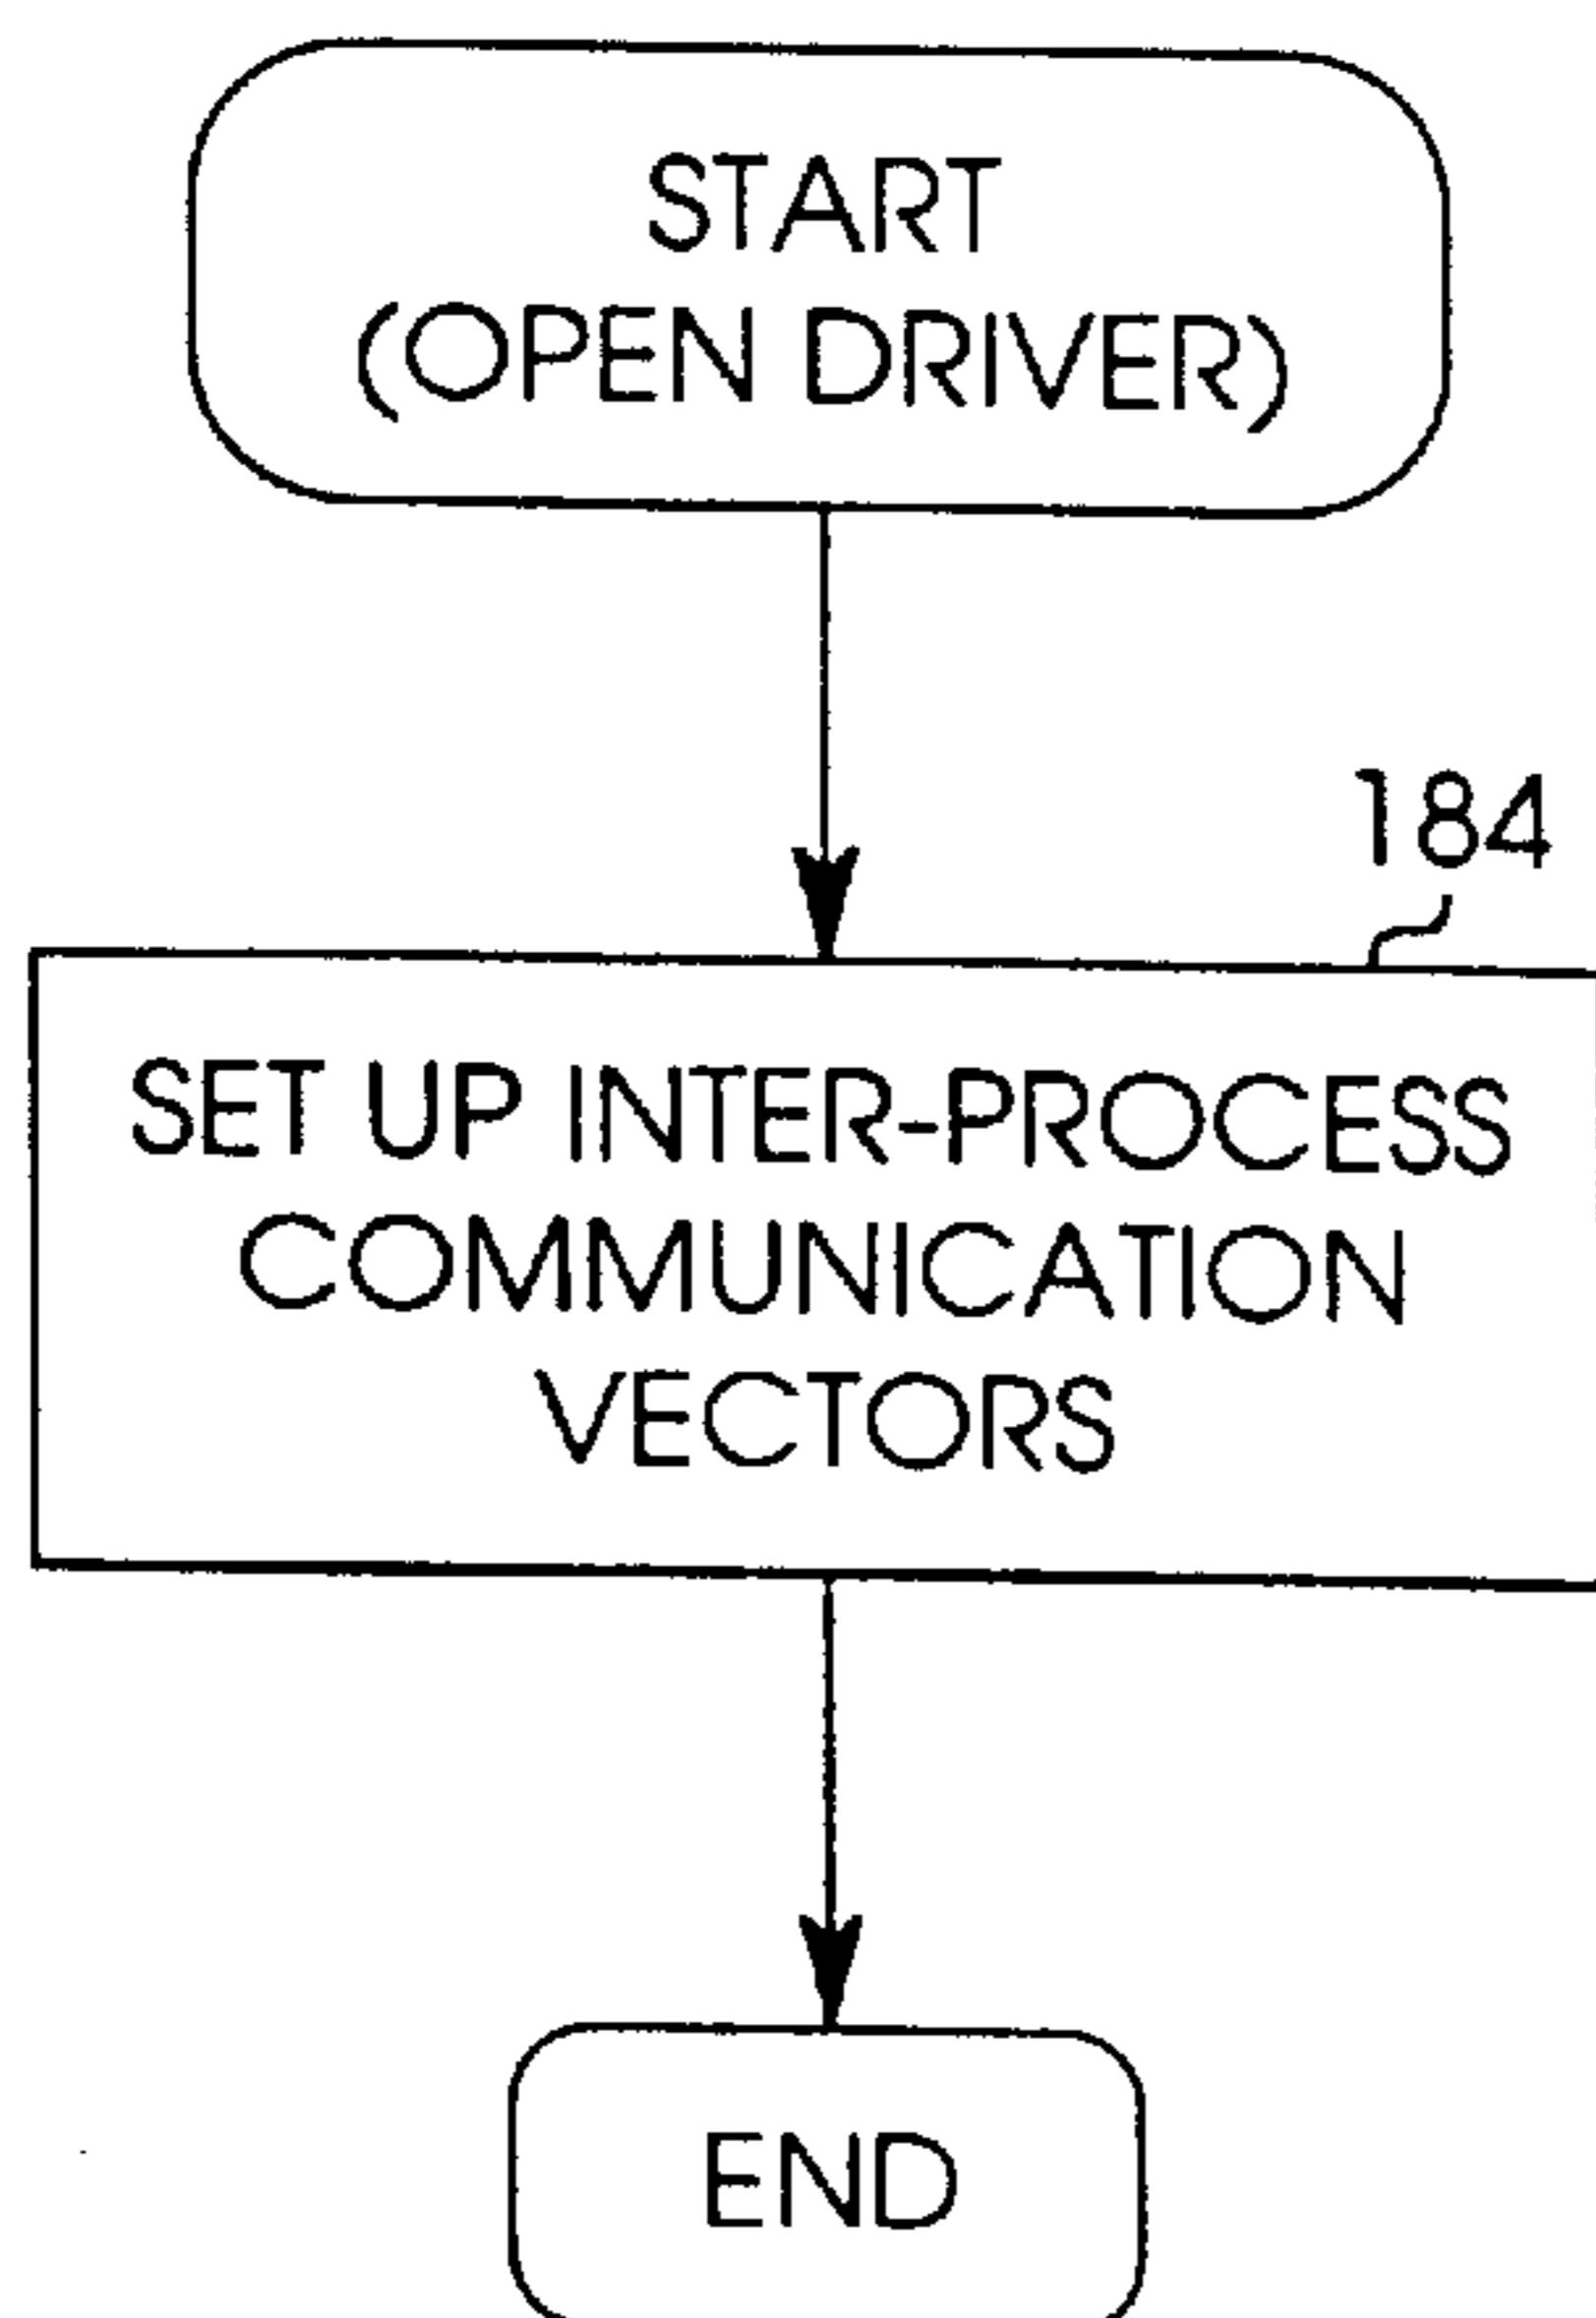 START
(OPEN DRIVER)
184
SET UP INTER-PROCESS
COMMUNICATION
VECTORS
END